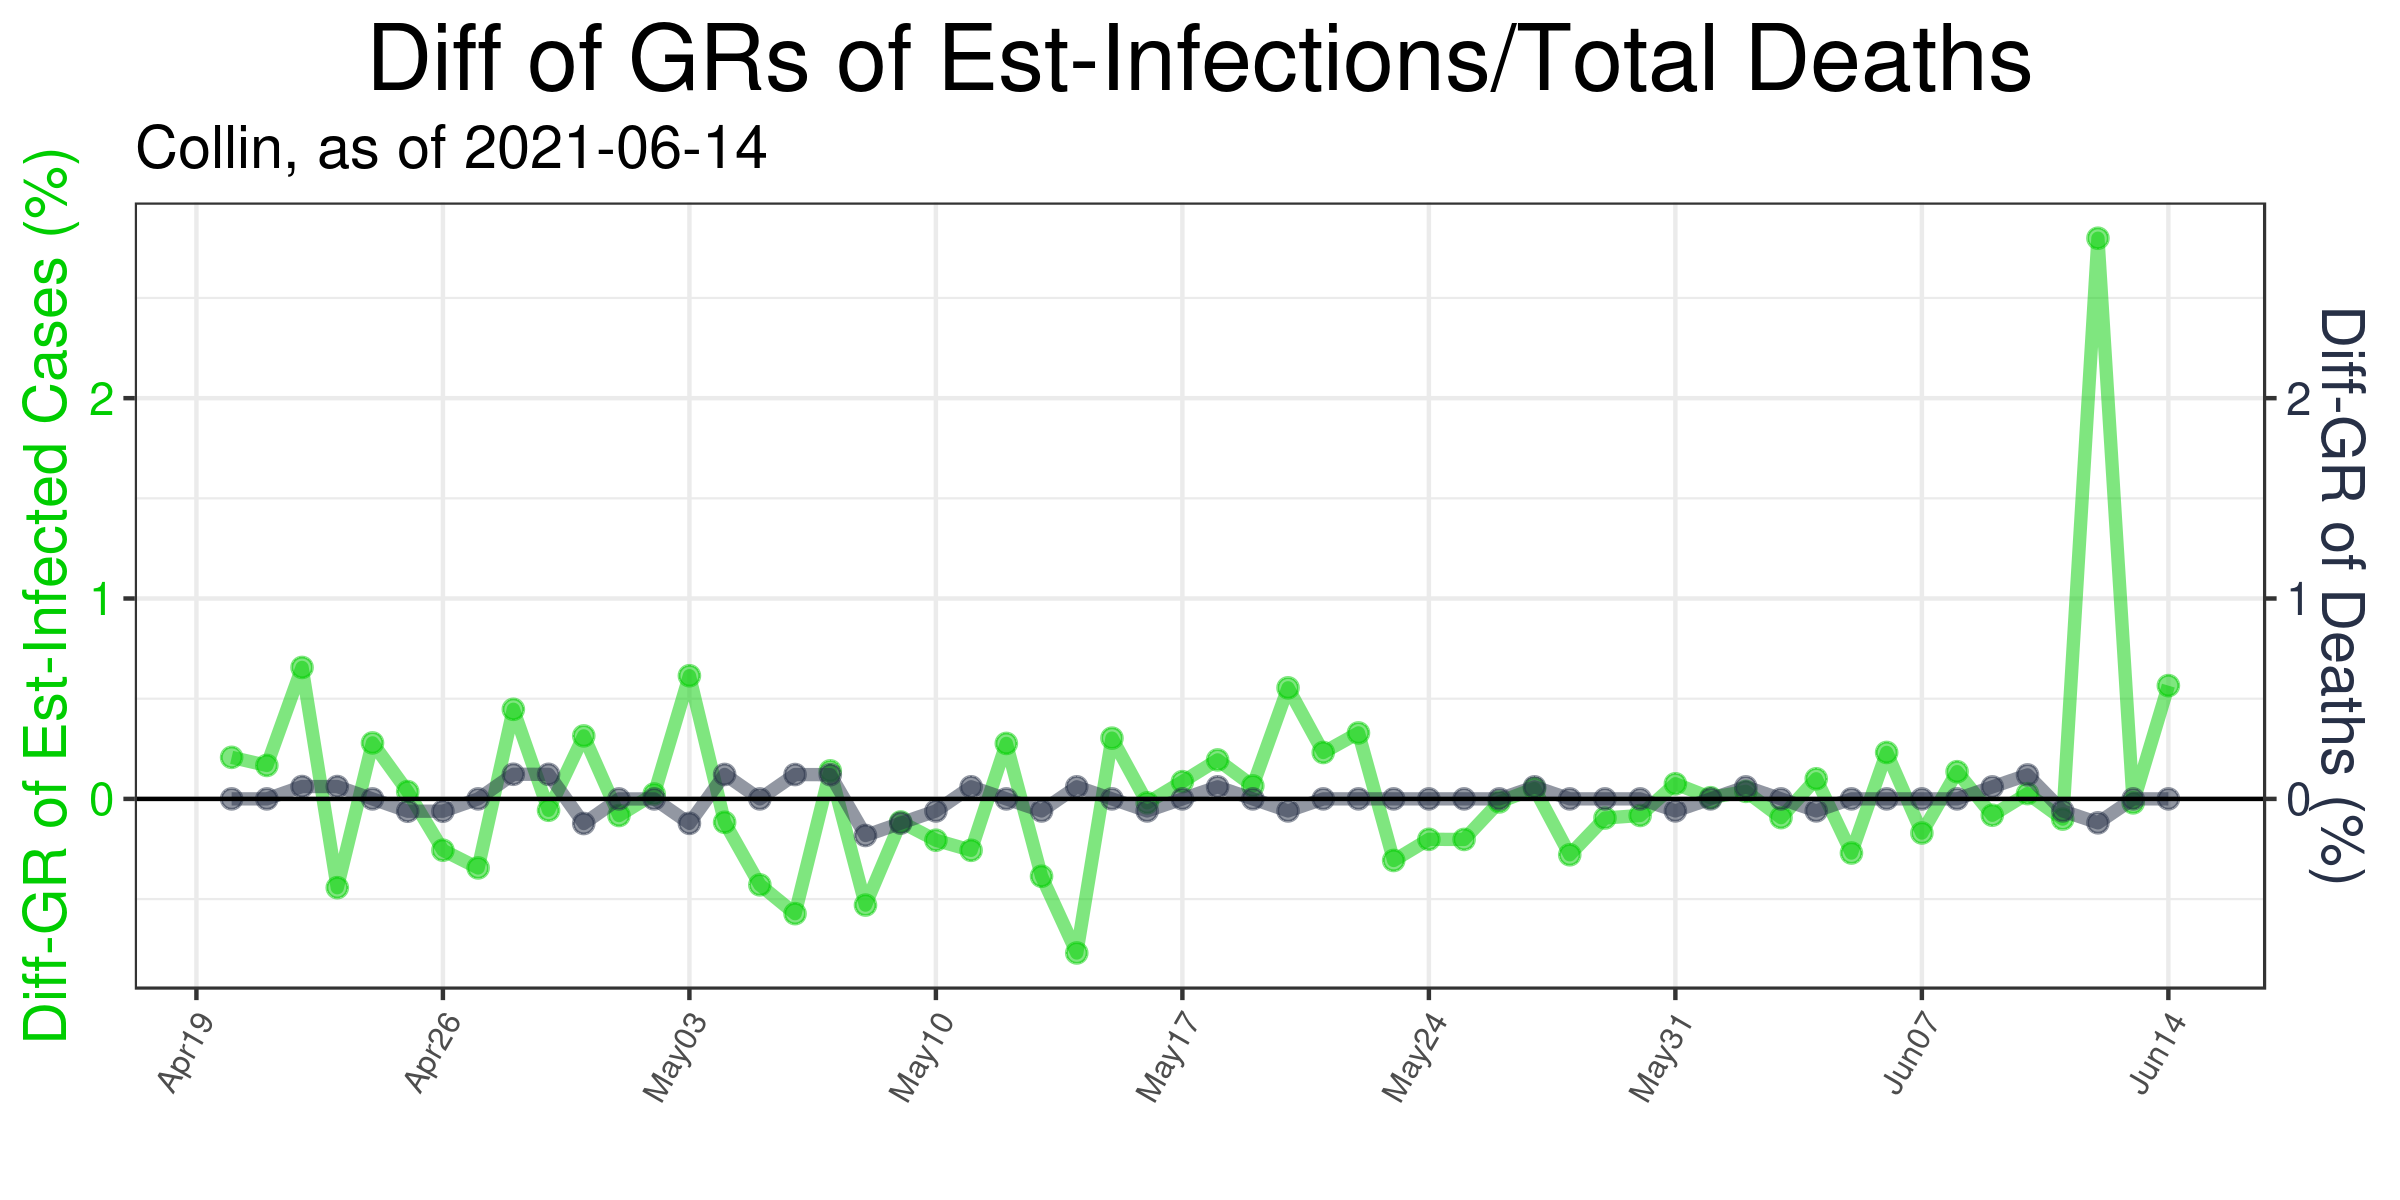 Diff of GRs of Est-Infections/Total Deaths
Collin, as of 2021-06-14
Diff-GR of Est-Infected Cases (%)
2
1
0
2
1
0
Diff-GR of Deaths (%)
Apr19
Apr26
May03
May10
May17
May24
May31
Jun07
Jun14